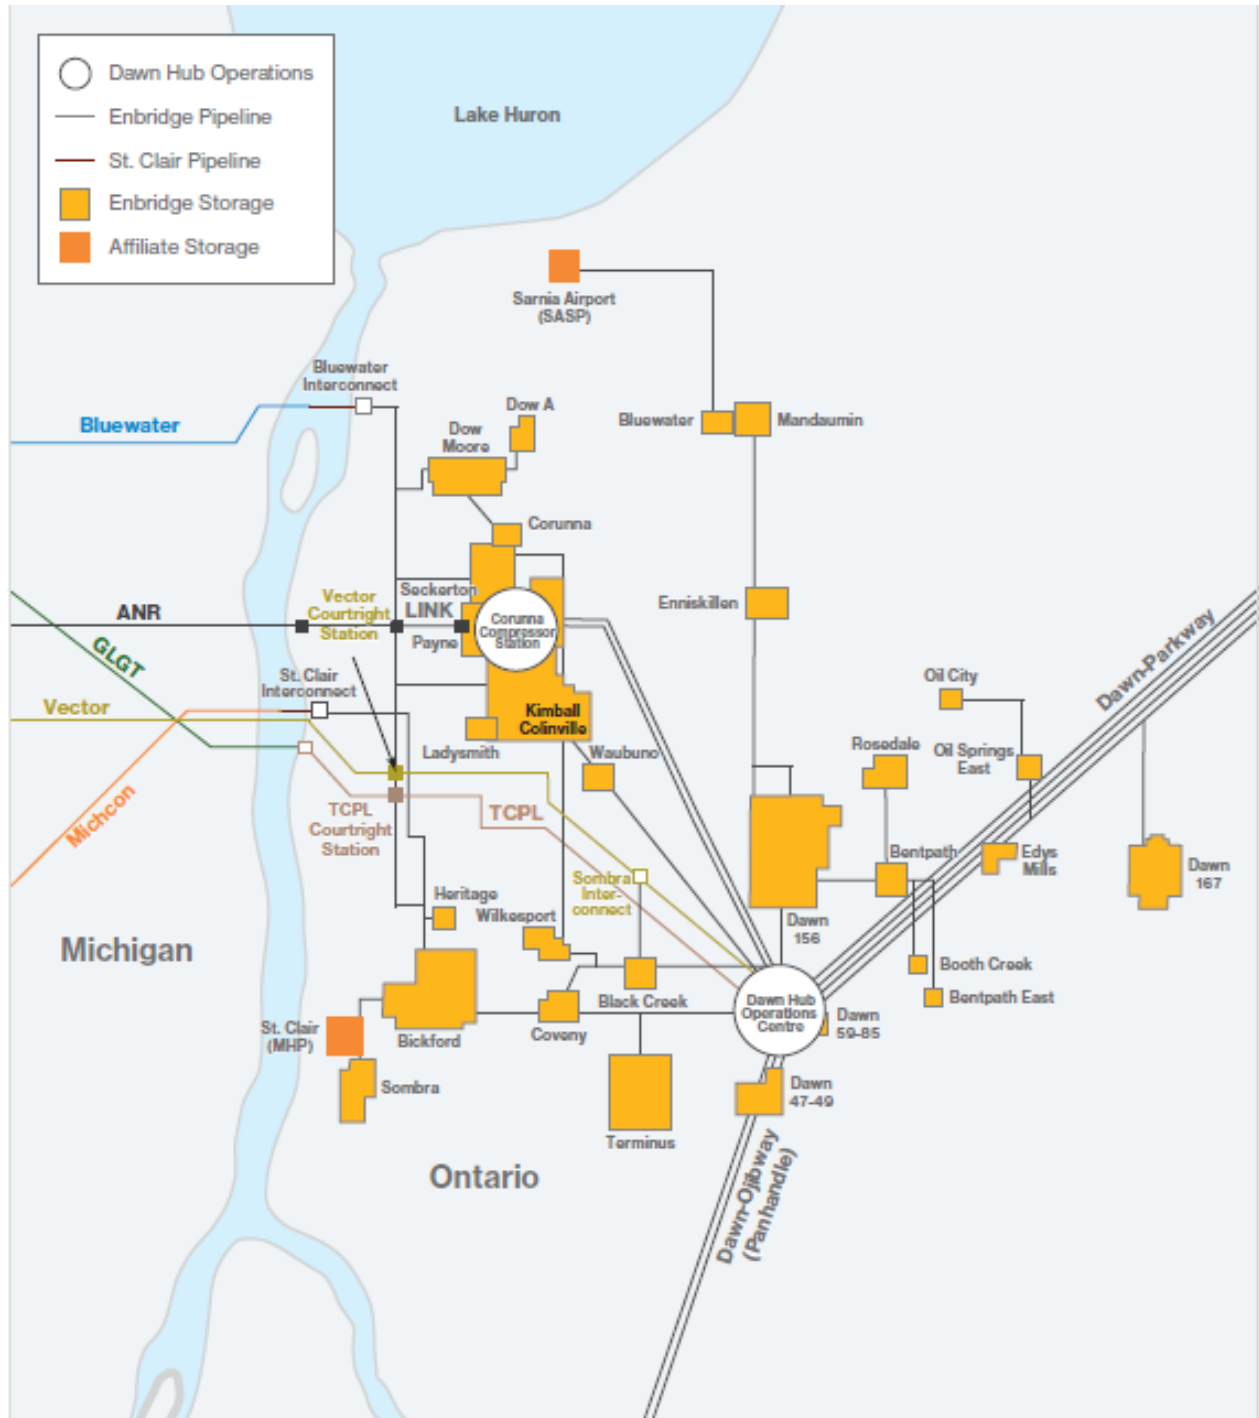 Dawn Hub Operations
Enbridge Pipeline
St. Clair Pipeline
Enbridge Storage
Affiliate Storage
Lake Huron
Sarnia Airport
(SASP)
Bluewater
Interconnect
Bluewater
Dow A
Dow
Moore
Bluewater
Mandaumin
Corunna
Seckerton
LINK
Payne
Corunna
Compressor
Station
Enniskillen
ANR
Vector
Courtright
Station
GLGT
St. Clair
Interconnect
Vector
Kimball
Colinville
Ladysmith
Waubuno
Oil City
Dawn-Parkway
Rosedale
Oil Springs
East
Michcon
TCPL
Courtright
Station
TCPL
Bentpath
Edys
Mills
Dawn
167
Sombra
Inter-
connect
Heritage
Wilkesport
Dawn
156
Michigan
Booth Creek
Bentpath East
Black Creek
Dawn Hub
Operations
Centre
Dawn
59-85
St. Clair
(MHP)
Bickford
Coveny
Sombra
Dawn
47-49
Terminus
Ontario
Dawn-Ojibway
(Panhandle)